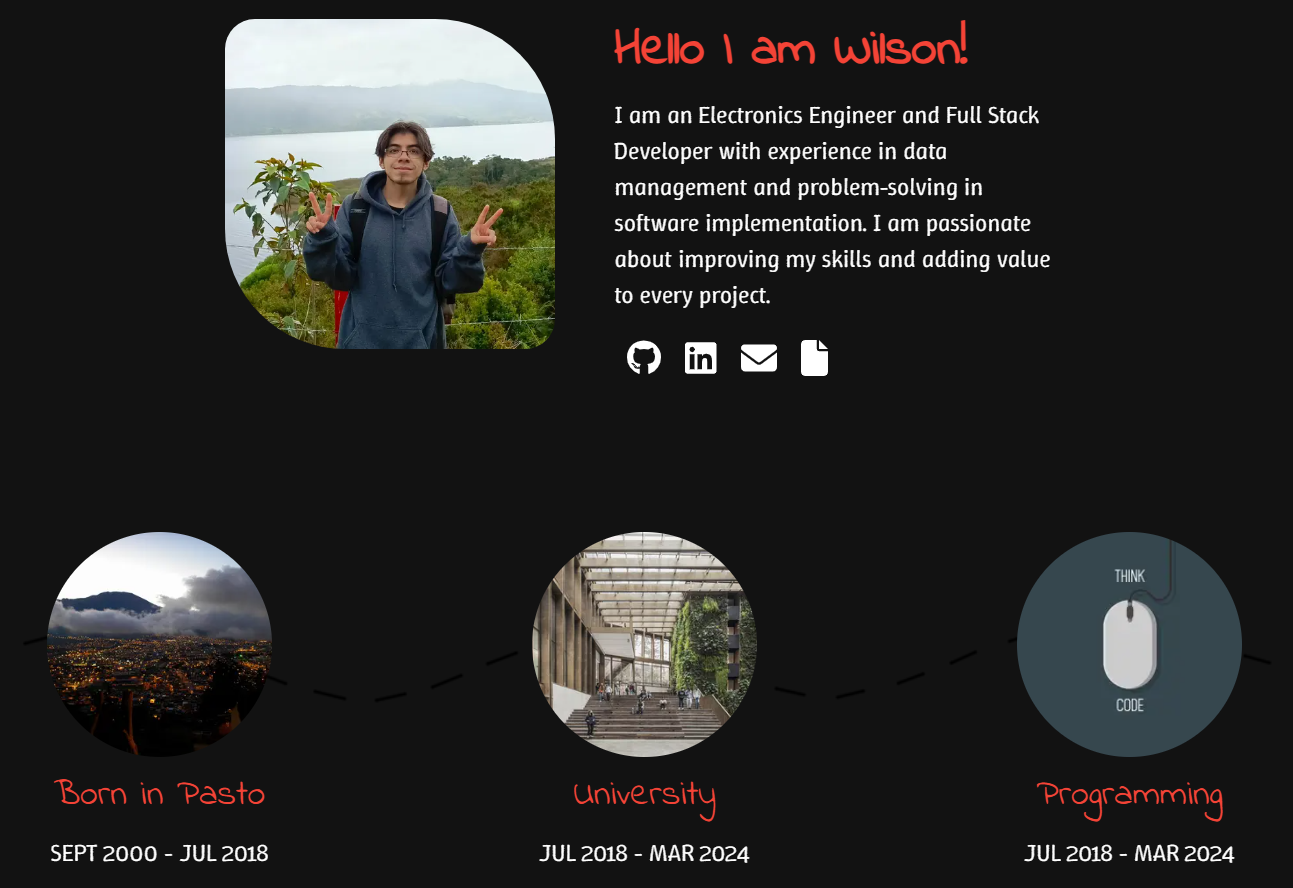 Hello I am Wilson!
I am an Electronics Engineer and Full Stack
Developer with experience in data
management and problem-solving in
software implementation. I am passionate
about improving my skills and adding value
to every project.
in
THINK
CODE
Born in Pasto
University
Programming
SEPT 2000 - JUL 2018
JUL 2018 - MAR 2024
JUL 2018 - MAR 2024